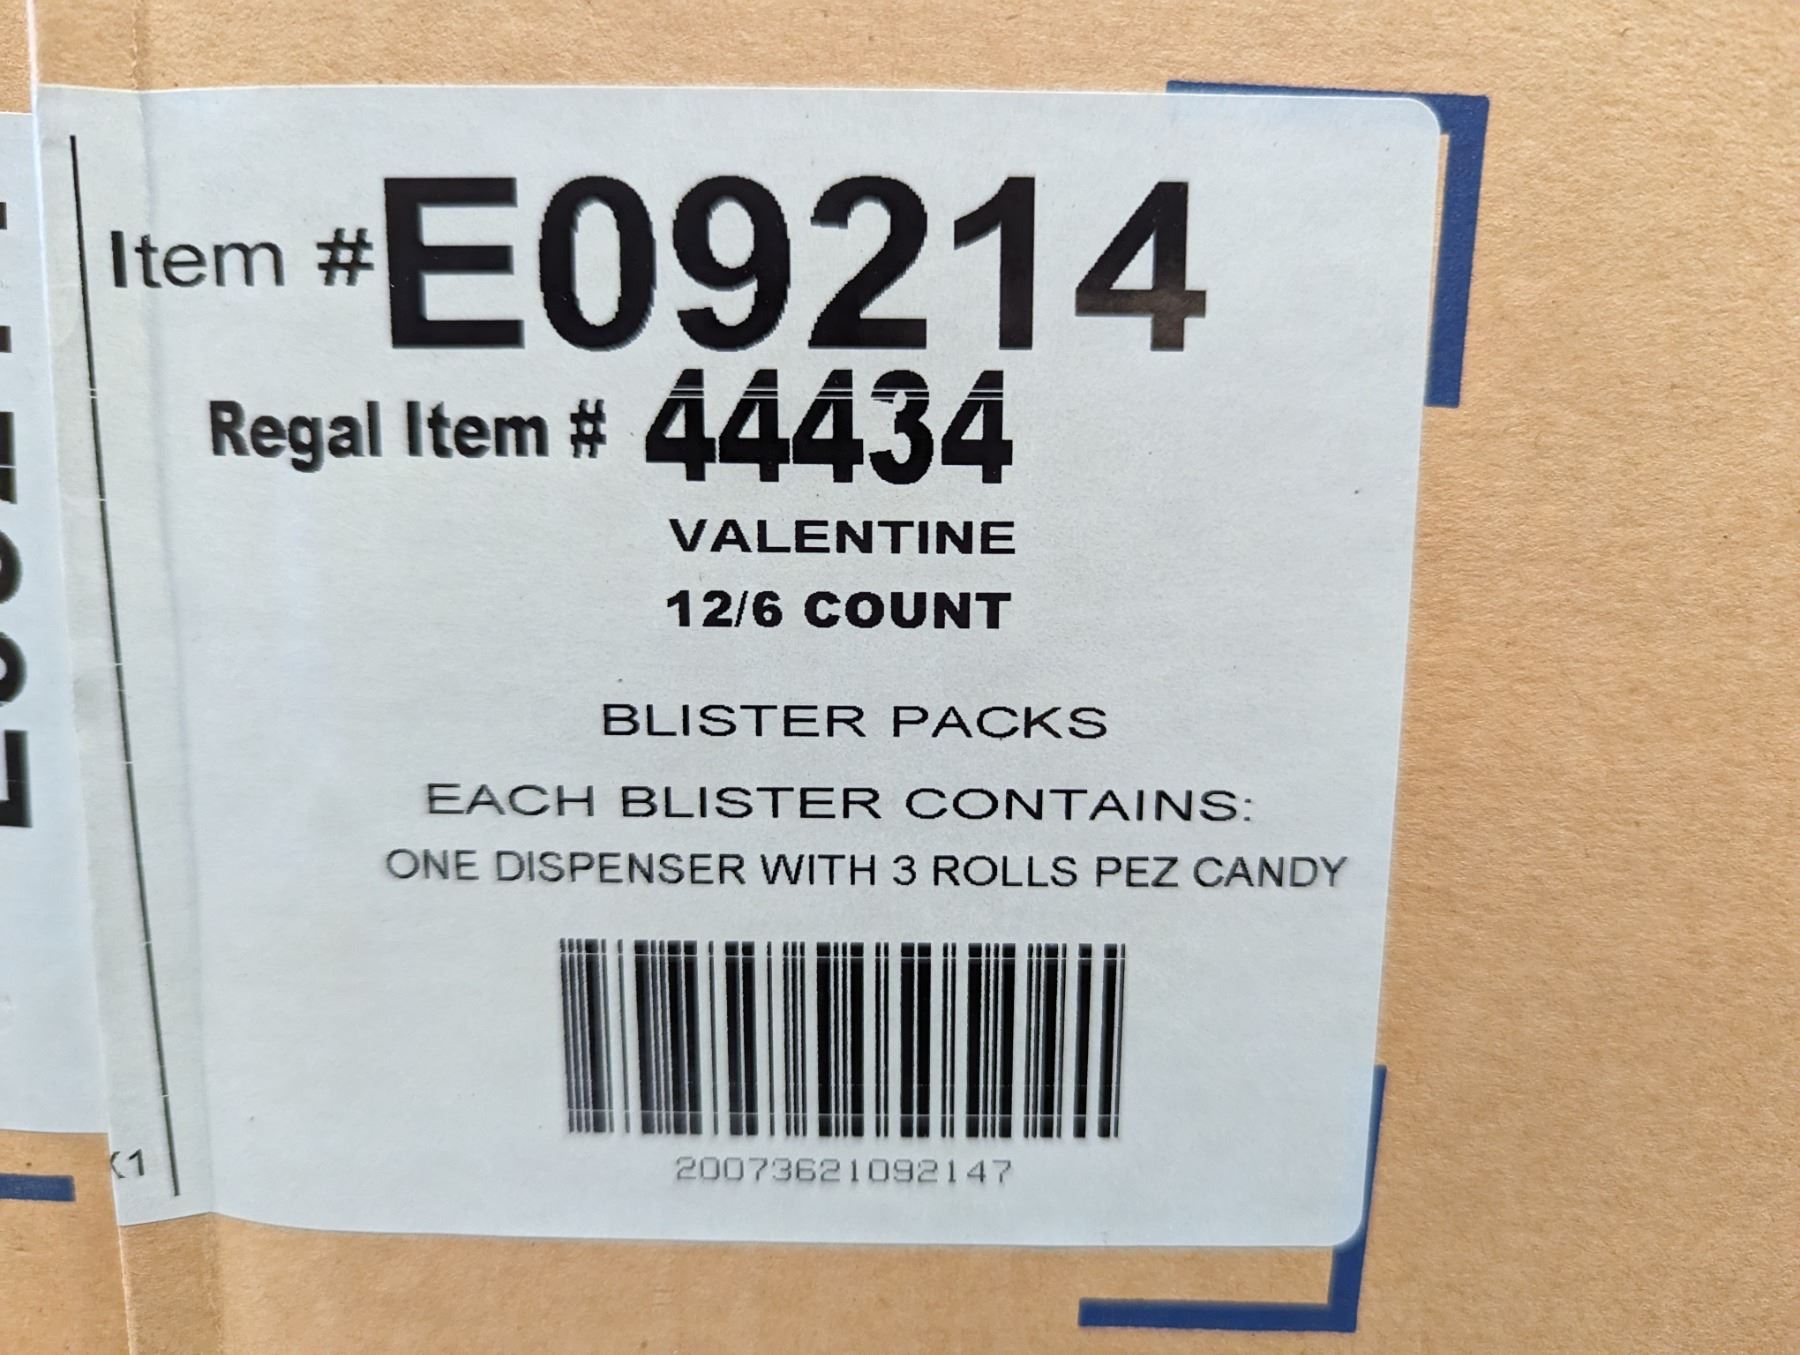 Item # E09214
Regal Item # 44434
VALENTINE
12/6 COUNT
BLISTER PACKS
EACH BLISTER CONTAINS:
ONE DISPENSER WITH 3 ROLLS PEZ CANDY
20073621092147